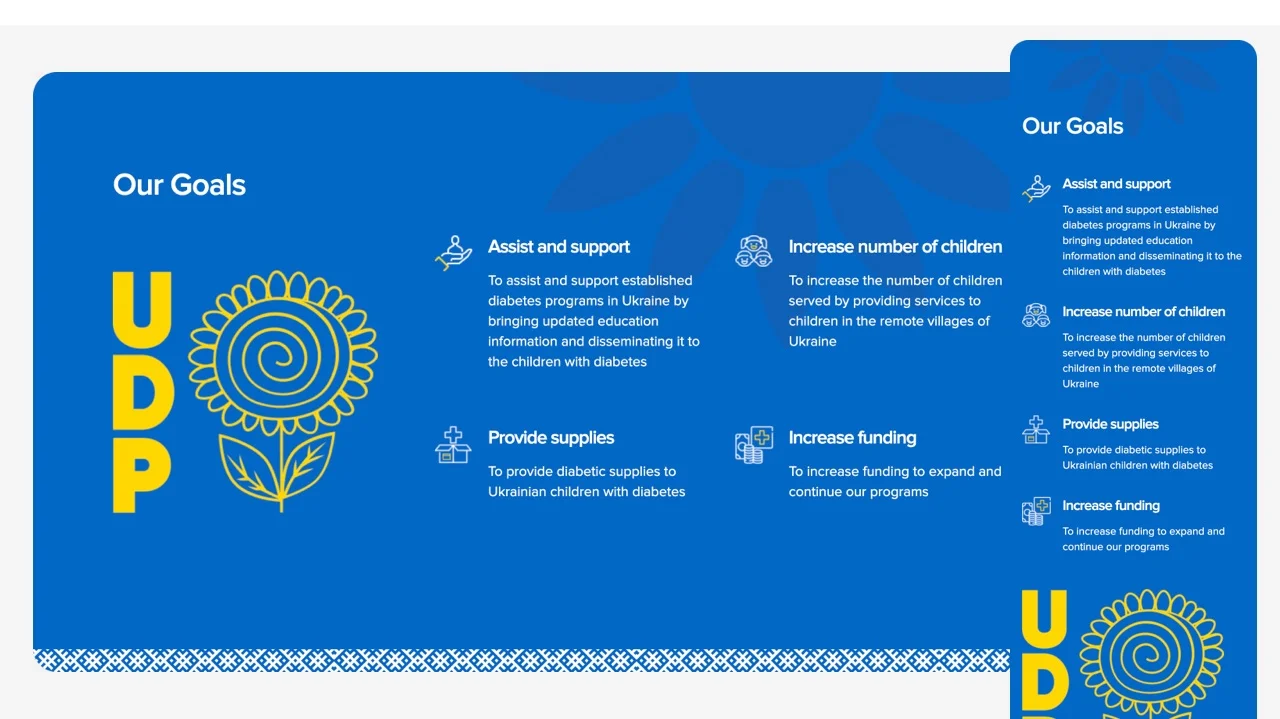 Our Goals
U
D
P
Assist and support
To assist and support established
diabetes programs in Ukraine by
bringing updated education
information and disseminating it to
the children with diabetes
Increase number of children
To increase the number of children
served by providing services to
children in the remote villages of
Ukraine
Provide supplies
To provide diabetic supplies to
Ukrainian children with diabetes
Increase funding
To increase funding to expand and
continue our programs
Our Goals
Assist and support
To assist and support established
diabetes programs in Ukraine by
bringing updated education
information and disseminating it to the
children with diabetes
Increase number of children
To increase the number of children
served by providing services to
children in the remote villages of
Ukraine
Provide supplies
To provide diabetic supplies to
Ukrainian children with diabetes
Increase funding
To increase funding to expand and
continue our programs
U
D